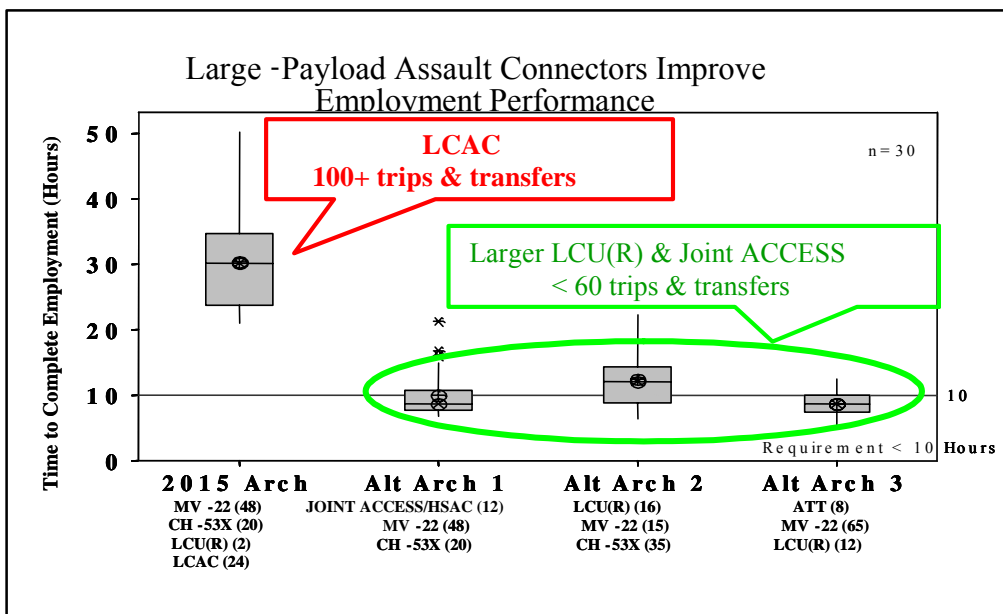 Large -Payload Assault Connectors Improve
Employment Performance
LCAC
100+ trips & transfers
n=30
Larger LCU(R) & Joint ACCESS
< 60 trips & transfers
Time to Complete Employment (Hours)
50
40
30
20
10
0
10
Requirement < 10 Hours
2015 Arch
MV -22 (48)
CH -53X (20)
LCU(R) (2)
LCAC (24)
Alt Arch 1
JOINT ACCESS/HSAC (12)
MV -22 (48)
CH -53X (20)
Alt Arch 2
LCU(R) (16)
MV -22 (15)
CH -53X (35)
Alt Arch 3
ATT (8)
MV -22 (65)
LCU(R) (12)